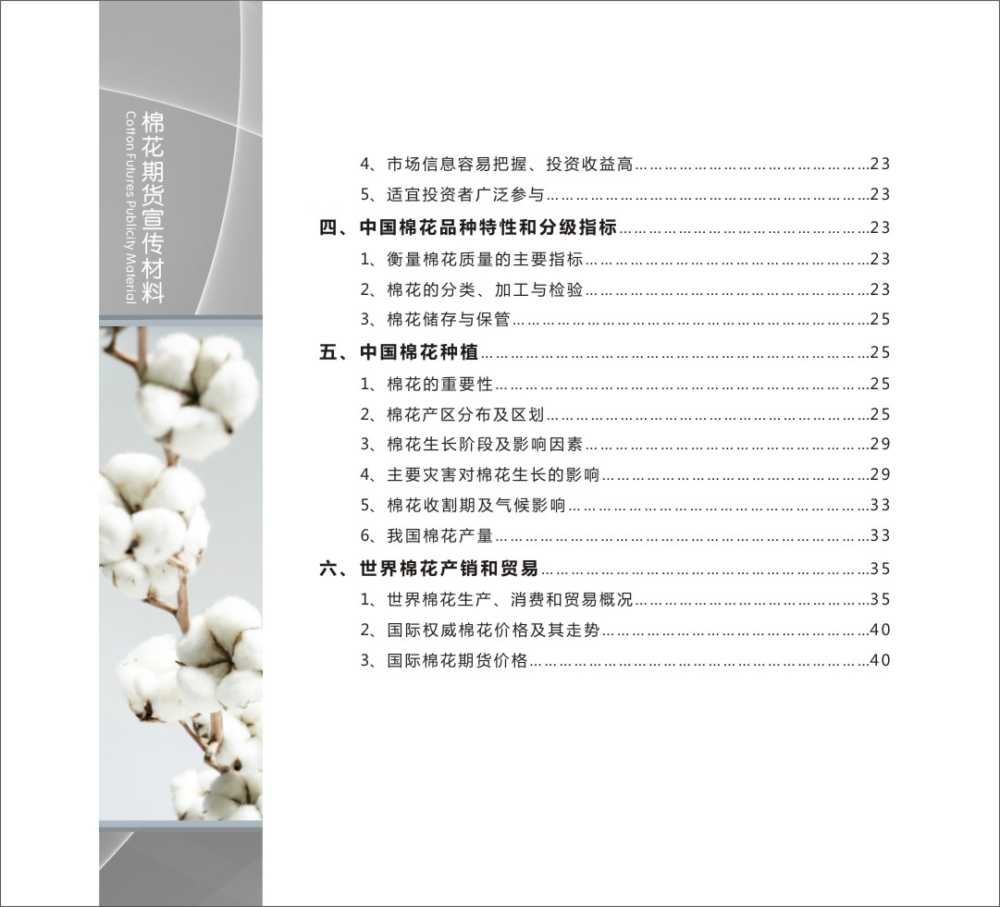 棉花期货宣传材料
Cotton Futures Publicity Material
4、市场信息容易把握、投资收益高……………………………………………23
5、适宜投资者广泛参与…………………………………………………………23
四、中国棉花品种特性和分级指标………………………………………………23
1、衡量棉花质量的主要指标……………………………………………………23
2、棉花的分类、加工与检验……………………………………………………23
3、棉花储存与保管………………………………………………………………25
五、中国棉花种植…………………………………………………………………25
1、棉花的重要性…………………………………………………………………25
2、棉花产区分布及区划…………………………………………………………25
3、棉花生长阶段及影响因素……………………………………………………29
4、主要灾害对棉花生长的影响…………………………………………………29
5、棉花收割期及气候影响………………………………………………………33
6、我国棉花产量…………………………………………………………………33
六、世界棉花产销和贸易…………………………………………………………35
1、世界棉花生产、消费和贸易概况……………………………………………35
2、国际权威棉花价格及其走势…………………………………………………40
3、国际棉花期货价格……………………………………………………………40